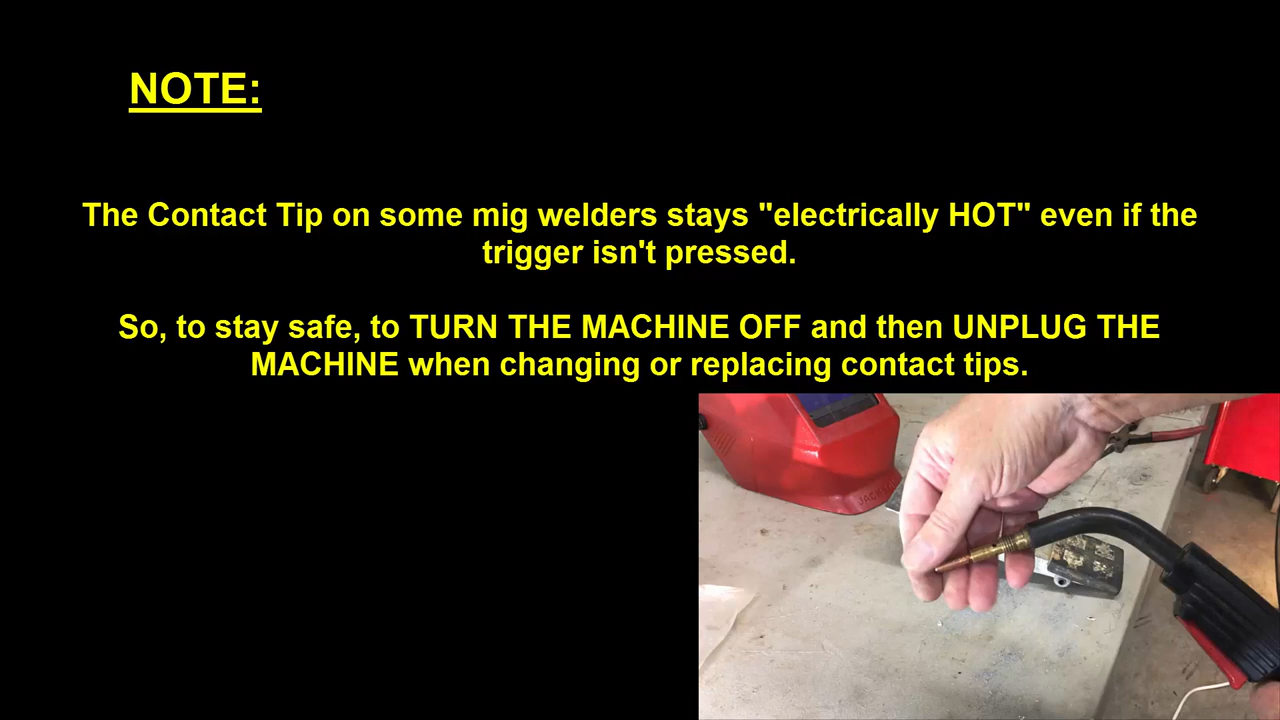 NOTE:
The Contact Tip on some mig welders stays "electrically HOT" even if the
trigger isn't pressed.
So, to stay safe, to TURN THE MACHINE OFF and then UNPLUG THE
MACHINE when changing or replacing contact tips.